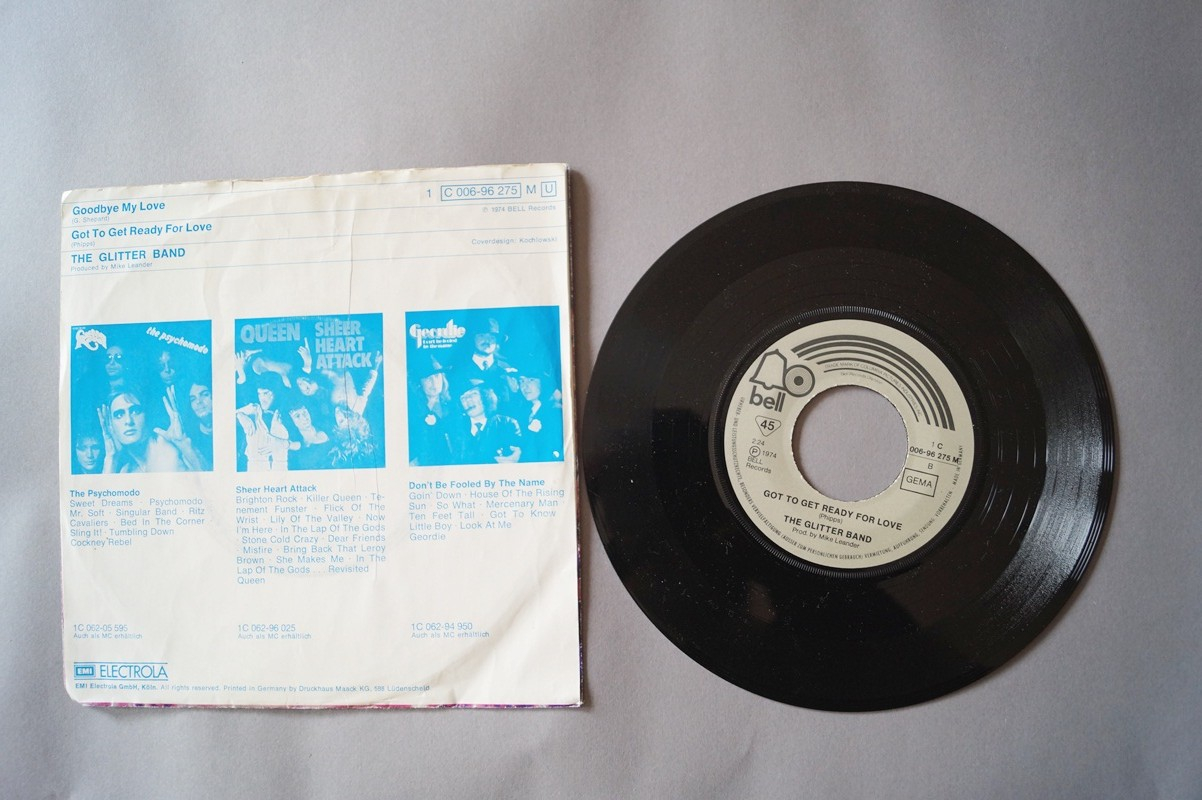 Goodbye My Love
(G. Shepard)
Got To Get Ready For Love
(Phipps)
THE GLITTER BAND
Produced by Mike Leander
1 C 006-96 275 M U
℗ 1974 BELL Records
Coverdesign: Kochlowski
the psychomodo
QUEEN SHEER
HEART
ATTACK
Geordie
The Psychomodo
Sweet Dreams · Psychomodo
Mr. Soft · Singular Band · Ritz
Cavaliers · Bed In The Corner
Sling It! · Tumbling Down
Cockney Rebel
1C 062-05 595
Auch als MC erhältlich
Sheer Heart Attack
Brighton Rock · Killer Queen · Te-
nement Funster · Flick Of The
Wrist · Lily Of The Valley · Now
I'm Here · In The Lap Of The Gods
· Stone Cold Crazy · Dear Friends
· Misfire · Bring Back That Leroy
Brown · She Makes Me · In The
Lap Of The Gods ... Revisited
Queen
1C 062-96 025
Auch als MC erhältlich
Don't Be Fooled By The Name
Goin' Down · House Of The Rising
Sun · So What · Mercenary Man
Ten Feet Tall · Got To Know
Little Boy · Look At Me
Geordie
1C 062-94 950
Auch als MC erhältlich
EMI ELECTROLA
EMI Electrola GmbH, Köln. All rights reserved. Printed in Germany by Druckhaus Maack KG, 588 Lüdenscheid
bell
45
2:24
℗ 1974
BELL
Records
1 C
006-96 275 M
B
GEMA
GOT TO GET READY FOR LOVE
(Phipps)
THE GLITTER BAND
Prod. by Mike Leander
MADE IN GERMANY